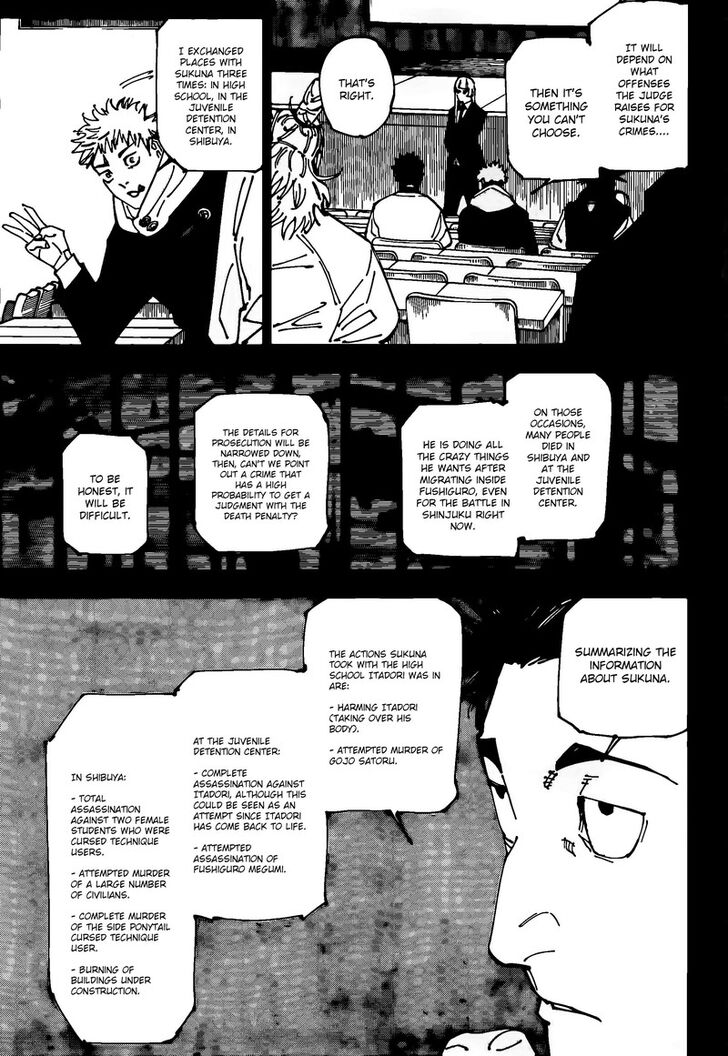 IT WILL
DEPEND ON
WHAT
OFFENSES
THE JUDGE
RAISES FOR
SUKUNA'S
CRIMES....
THEN IT'S
SOMETHING
YOU CAN'T
CHOOSE.
THAT'S
RIGHT.
I EXCHANGED
PLACES WITH
SUKUNA THREE
TIMES: IN HIGH
SCHOOL, IN THE
JUVENILE
DETENTION
CENTER, IN
SHIBUYA.
ON THOSE
OCCASIONS,
MANY PEOPLE
DIED IN
SHIBUYA AND
AT THE
JUVENILE
DETENTION
CENTER.
HE IS DOING ALL
THE CRAZY THINGS
HE WANTS AFTER
MIGRATING INSIDE
FUSHIGURO, EVEN
FOR THE BATTLE IN
SHINJUKU RIGHT
NOW.
THE DETAILS FOR
PROSECUTION WILL BE
NARROWED DOWN,
THEN, CAN'T WE POINT
OUT A CRIME THAT
HAS A HIGH
PROBABILITY TO GET A
JUDGMENT WITH THE
DEATH PENALTY?
TO BE
HONEST, IT
WILL BE
DIFFICULT.
SUMMARIZING THE
INFORMATION
ABOUT SUKUNA.
THE ACTIONS SUKUNA
TOOK WITH THE HIGH
SCHOOL ITADORI WAS IN
ARE:
- HARMING ITADORI
(TAKING OVER HIS
BODY).
- ATTEMPTED MURDER OF
GOJO SATORU.
AT THE JUVENILE
DETENTION CENTER:
- COMPLETE
ASSASSINATION AGAINST
ITADORI, ALTHOUGH THIS
COULD BE SEEN AS AN
ATTEMPT SINCE ITADORI
HAS COME BACK TO LIFE.
- ATTEMPTED
ASSASSINATION OF
FUSHIGURO MEGUMI.
IN SHIBUYA:
- TOTAL
ASSASSINATION
AGAINST TWO FEMALE
STUDENTS WHO WERE
CURSED TECHNIQUE
USERS.
- ATTEMPTED MURDER
OF A LARGE NUMBER
OF CIVILIANS.
- COMPLETE MURDER
OF THE SIDE PONYTAIL
CURSED TECHNIQUE
USER.
- BURNING OF
BUILDINGS UNDER
CONSTRUCTION.